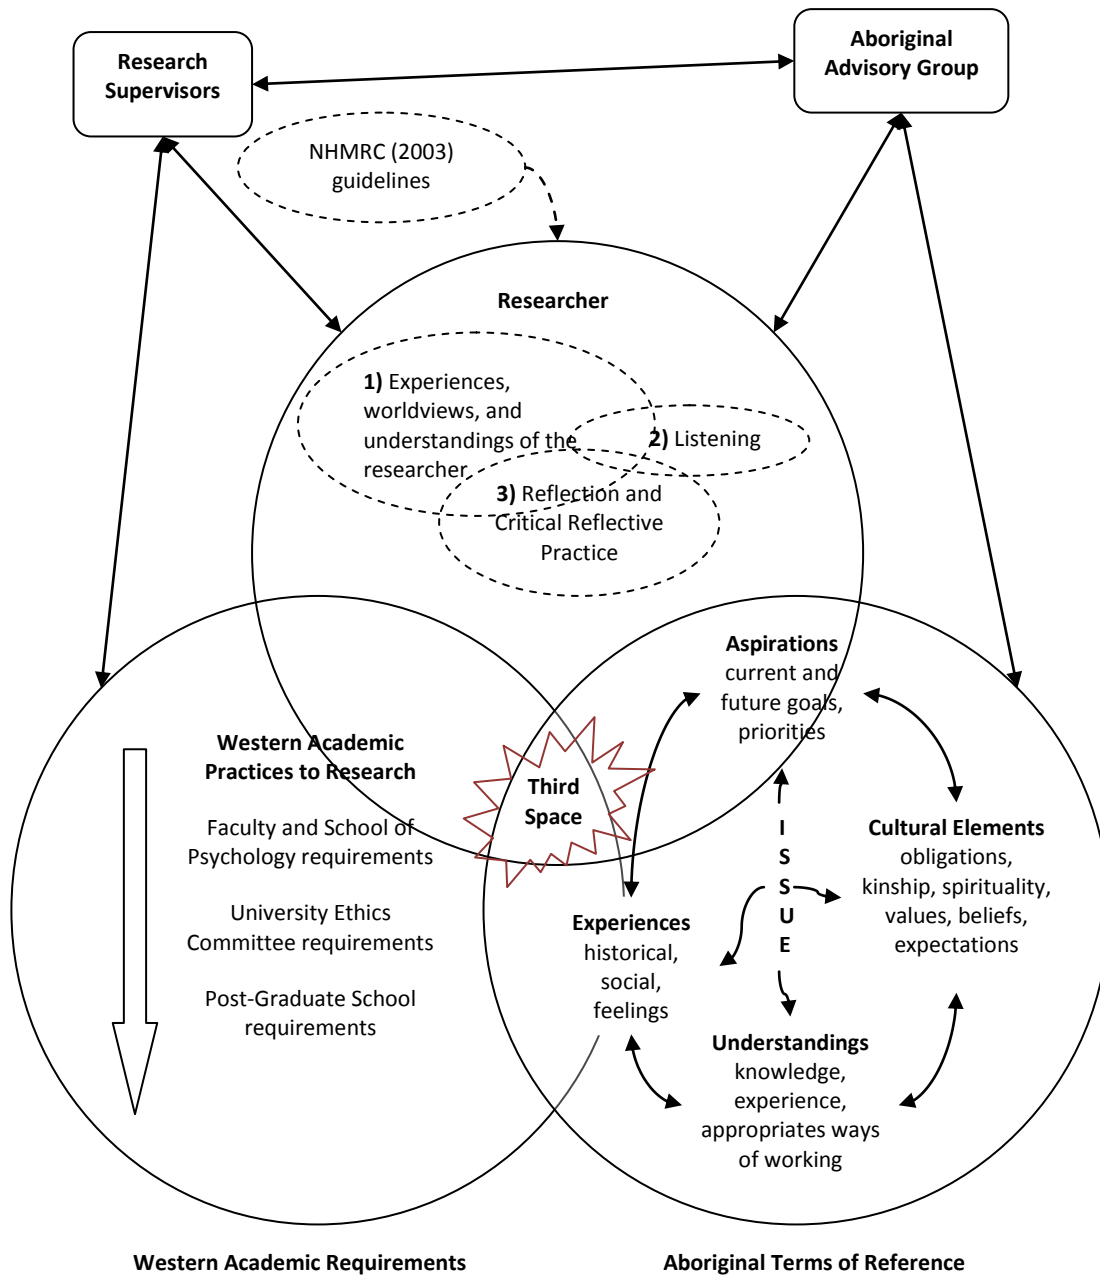 Research
Supervisors
Aboriginal
Advisory Group
NHMRC (2003)
guidelines
Researcher
1) Experiences,
worldviews, and
understandings of the
researcher
2) Listening
3) Reflection and
Critical Reflective
Practice
Aspirations
current and
future goals,
priorities
Western Academic
Practices to Research
Faculty and School of
Psychology requirements
University Ethics
Committee requirements
Post-Graduate School
requirements
Third
Space
I
S
S
U
E
Cultural Elements
obligations,
kinship, spirituality,
values, beliefs,
expectations
Experiences
historical,
social,
feelings
Understandings
knowledge,
experience,
appropriates ways
of working
Western Academic Requirements
Aboriginal Terms of Reference